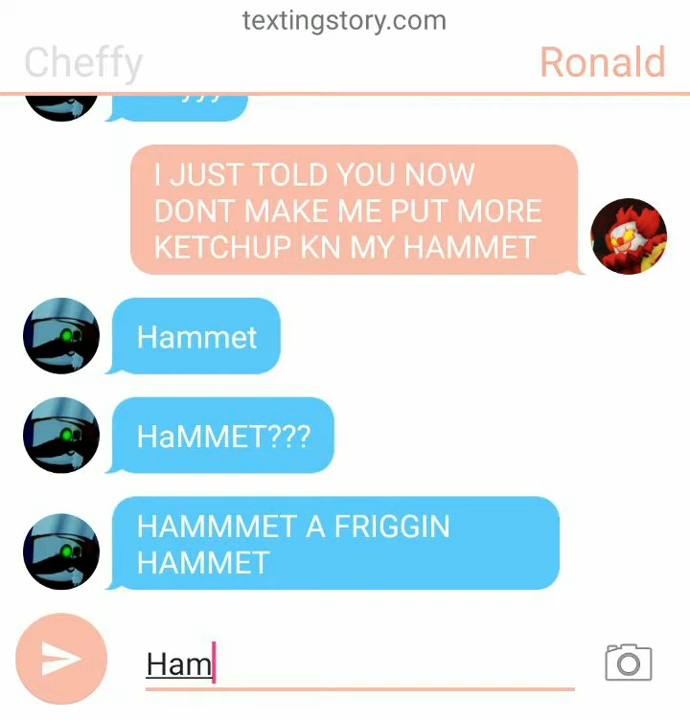 textingstory.com
Cheffy
Ronald
I JUST TOLD YOU NOW
DONT MAKE ME PUT MORE
KETCHUP KN MY HAMMET
Hammet
HaMMET???
HAMMMET A FRIGGIN
HAMMET
Ham